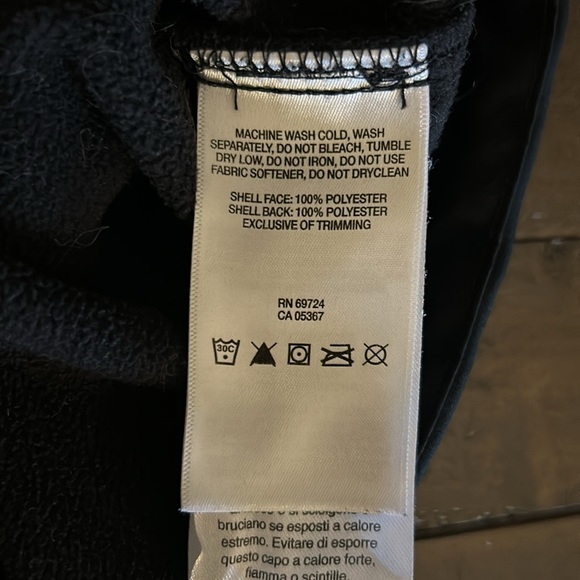 MACHINE WASH COLD, WASH
SEPARATELY, DO NOT BLEACH, TUMBLE
DRY LOW, DO NOT IRON, DO NOT USE
FABRIC SOFTENER, DO NOT DRYCLEAN
SHELL FACE: 100% POLYESTER
SHELL BACK: 100% POLYESTER
EXCLUSIVE OF TRIMMING
RN 69724
CA 05367
30C
bruciano se esposti a calore
estremo. Evitare di esporre
questo capo a calore forte,
fiamma o scintille.